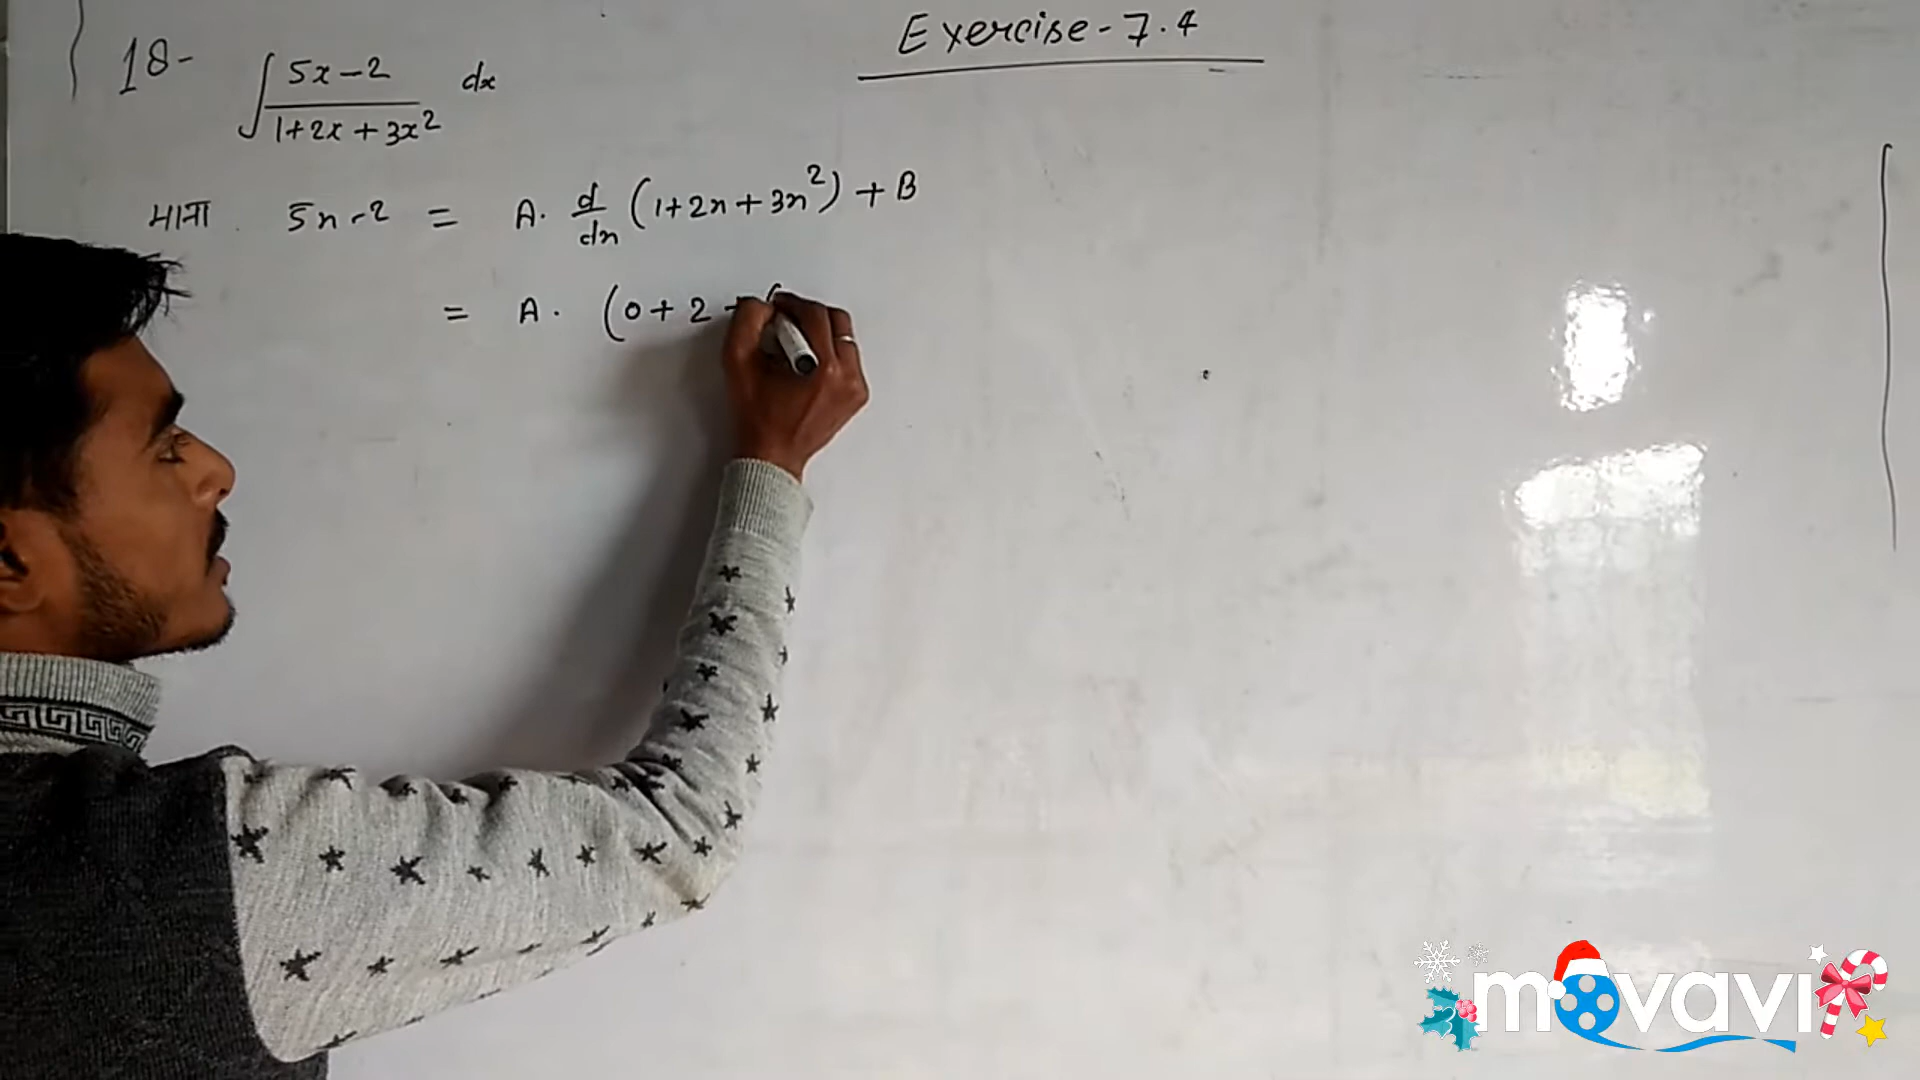 Exercise-7.4
18- ∫ (5x-2)/(1+2x+3x²) dx
माना 5x-2 = A. d/dx (1+2x+3x²) + B
= A. (0+2+
movavi